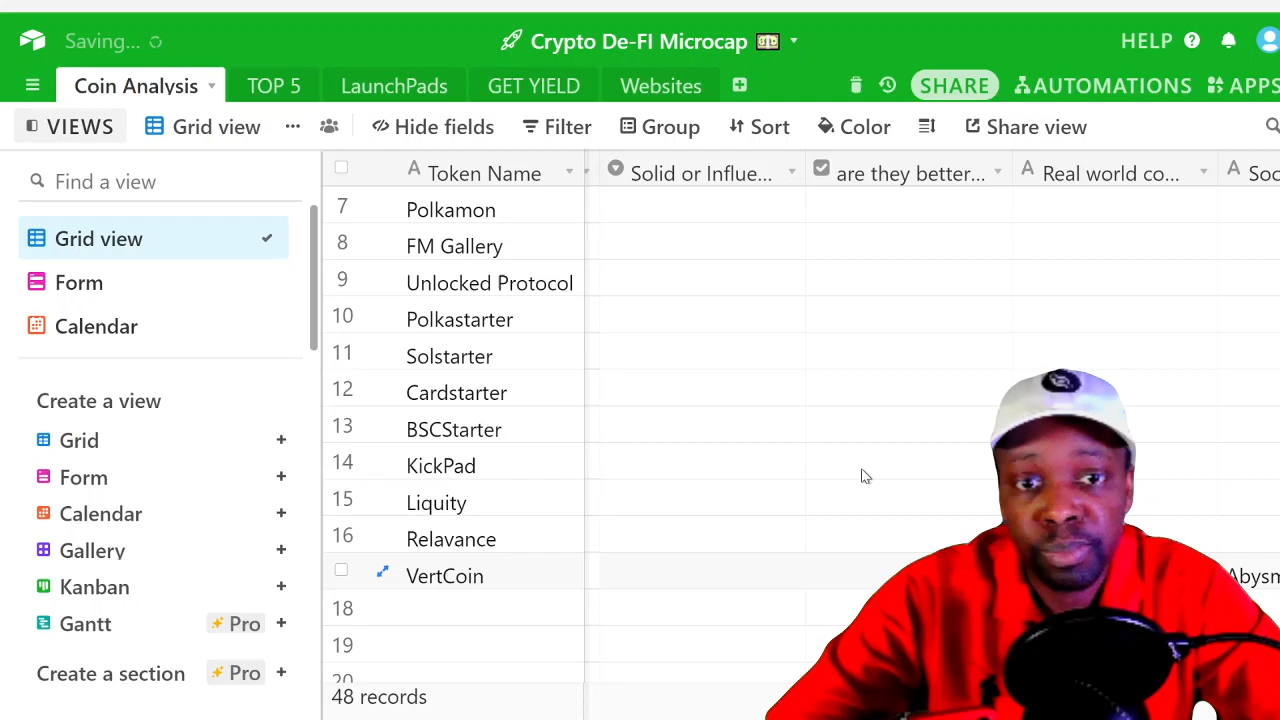 Saving...
Crypto De-FI Microcap
HELP
Coin Analysis
TOP 5
LaunchPads
GET YIELD
Websites
SHARE
AUTOMATIONS
APPS
VIEWS
Grid view
Hide fields
Filter
Group
Sort
Color
Share view
Find a view
Grid view
Form
Calendar
Create a view
Grid
Form
Calendar
Gallery
Kanban
Gantt
Pro
Create a section
Pro
Token Name
Solid or Influe...
are they better...
Real world co...
Soc
7 Polkamon
8 FM Gallery
9 Unlocked Protocol
10 Polkastarter
11 Solstarter
12 Cardstarter
13 BSCStarter
14 KickPad
15 Liquity
16 Relavance
VertCoin
Abysm
18
19
20
48 records